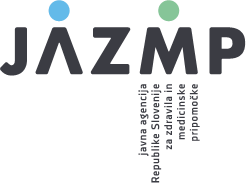 JAZMP
javna agencija
Republike Slovenije
za zdravila in
medicinske
pripomočke